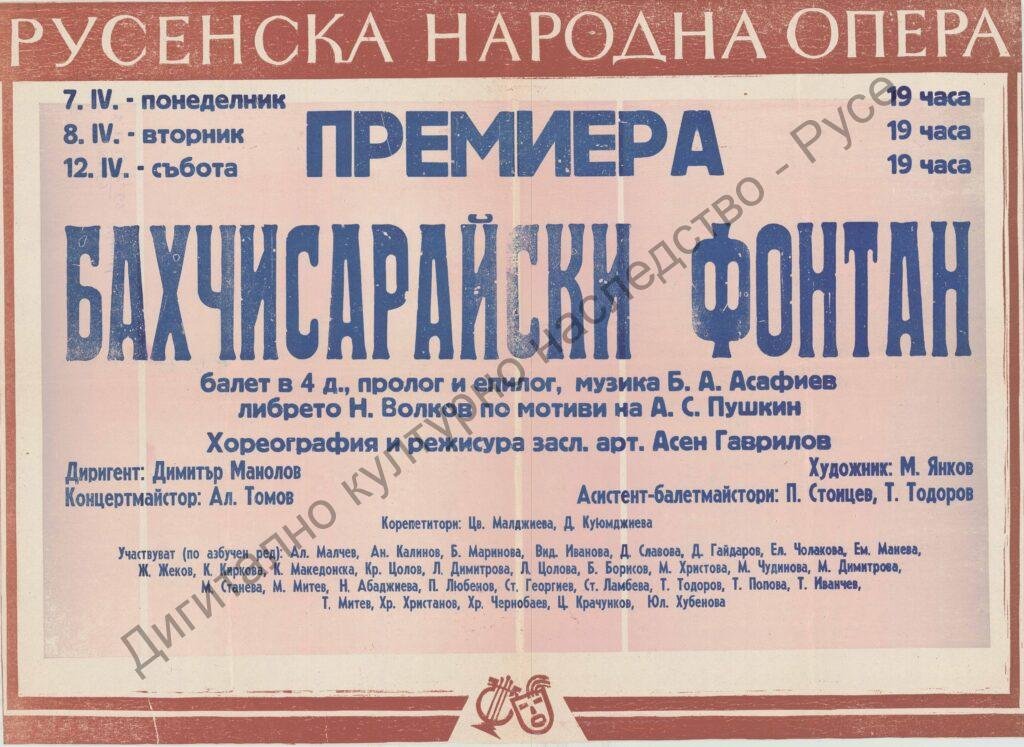 РУСЕНСКА НАРОДНА ОПЕРА
7. IV. - понеделник 19 часа
8. IV. - вторник 19 часа
12. IV. - събота 19 часа
ПРЕМИЕРА
БАХЧИСАРАЙСКИ ФОНТАН
балет в 4 д., пролог и епилог, музика Б. А. Асафиев
либрето Н. Волков по мотиви на А. С. Пушкин
Хореография и режисура засл. арт. Асен Гаврилов
Диригент: Димитър Манолов
Концертмайстор: Ал. Томов
Художник: М. Янков
Асистент-балетмайстори: П. Стоицев, Т. Тодоров
Корепетитори: Цв. Малджиева, Д. Куюмджиева
Участвуват (по азбучен ред): Ал. Малчев, Ан. Калинов, Б. Маринова, Вид. Иванова, Д. Славова, Д. Гайдаров, Ел. Чолакова, Ем. Манева,
Ж. Жеков, К. Киркова, К. Македонска, Кр. Цолов, Л. Димитрова, Л. Цолова, Б. Борисов, М. Христова, М. Чудинова, М. Димитрова,
М. Станева, М. Митев, Н. Абаджиева, П. Любенов, Ст. Георгиев, Ст. Ламбева, Т. Тодоров, Т. Попова, Т. Иванчев,
Т. Митев, Хр. Христанов, Хр. Чернобаев, Ц. Крачунков, Юл. Хубенова
Дигитално културно наследство - Русе